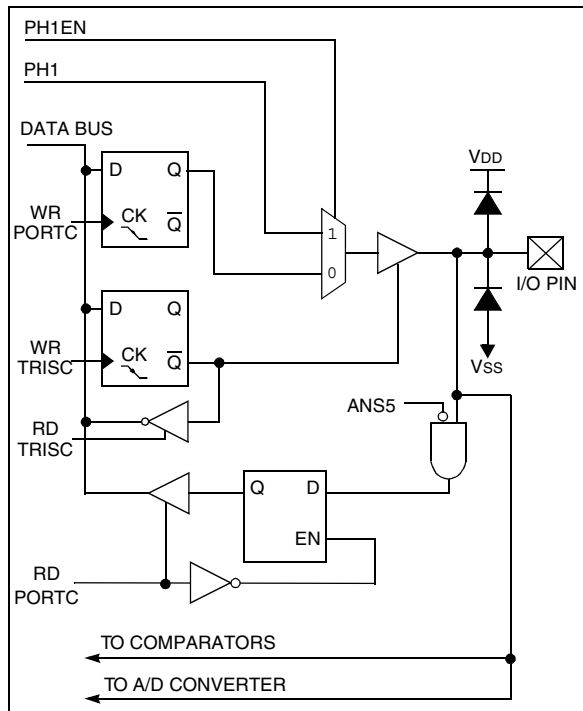 PH1EN
PH1
DATA BUS
D Q
WR
PORTC
CK
Q
1
0
VDD
I/O PIN
D Q
WR
TRISC
CK
Q
VSS
ANS5
RD
TRISC
Q D
EN
RD
PORTC
TO COMPARATORS
TO A/D CONVERTER